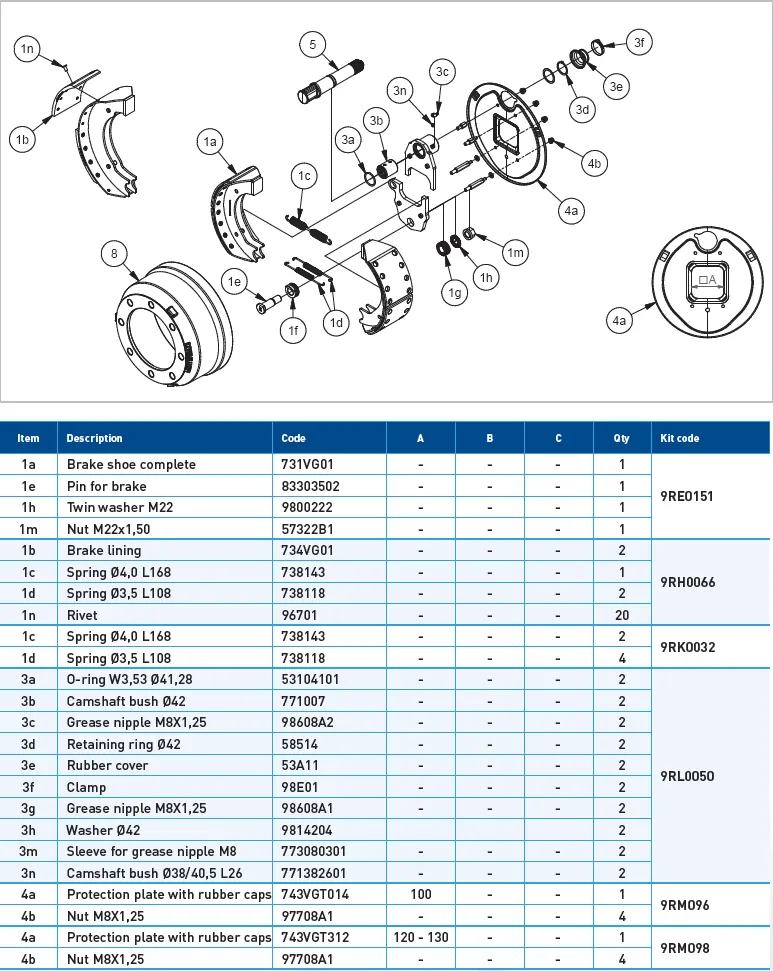 1n
5
3f
3c
3e
3n
3d
3b
1b
1a
3a
4b
1c
4a
8
1m
1e
1h
1g
□A
1f
1d
4a
Item Description Code A B C Qty Kit code
1a Brake shoe complete 731VG01 - - - 1
1e Pin for brake 83303502 - - - 1
9RE0151
1h Twin washer M22 9800222 - - - 1
1m Nut M22x1,50 57322B1 - - - 1
1b Brake lining 734VG01 - - - 2
1c Spring Ø4,0 L168 738143 - - - 1
9RH0066
1d Spring Ø3,5 L108 738118 - - - 2
1n Rivet 96701 - - - 20
1c Spring Ø4,0 L168 738143 - - - 2
9RK0032
1d Spring Ø3,5 L108 738118 - - - 4
3a O-ring W3,53 Ø41,28 53104101 - - - 2
3b Camshaft bush Ø42 771007 - - - 2
3c Grease nipple M8X1,25 98608A2 - - - 2
3d Retaining ring Ø42 58514 - - - 2
3e Rubber cover 53A11 - - - 2
9RL0050
3f Clamp 98E01 - - - 2
3g Grease nipple M8X1,25 98608A1 - - - 2
3h Washer Ø42 9814204 2
3m Sleeve for grease nipple M8 773080301 - - - 2
3n Camshaft bush Ø38/40,5 L26 771382601 - - - 2
4a Protection plate with rubber caps 743VGT014 100 - - 1
9RM096
4b Nut M8X1,25 97708A1 - - - 4
4a Protection plate with rubber caps 743VGT312 120 - 130 - - 1
9RM098
4b Nut M8X1,25 97708A1 - - - 4